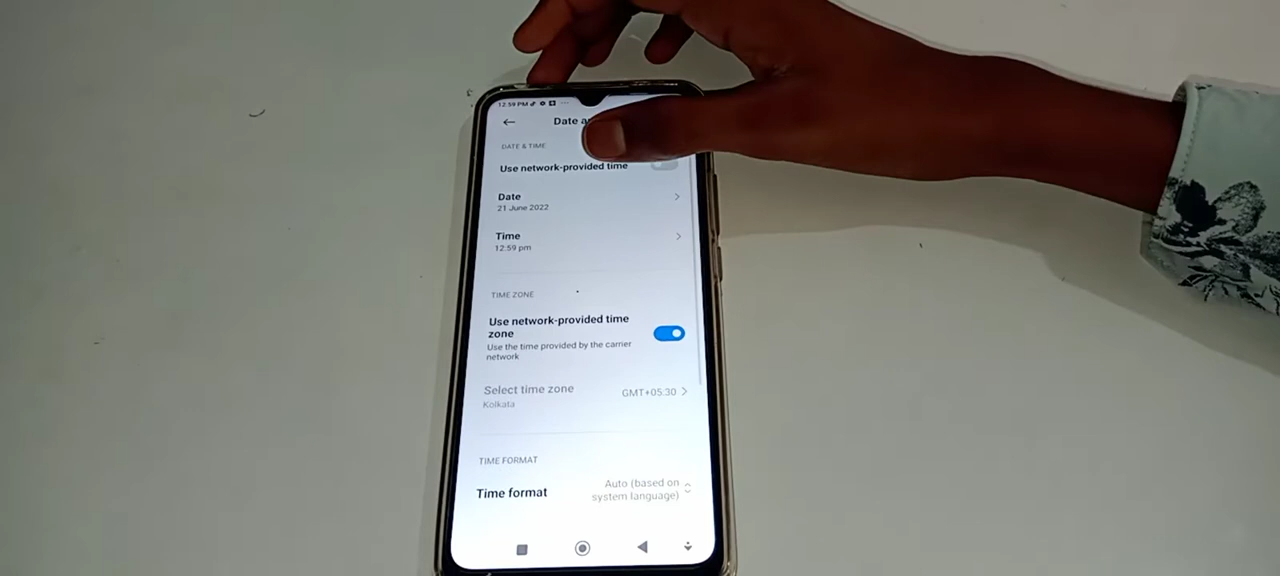 12:59 PM
Date a
DATE & TIME
Use network-provided time
Date
21 June 2022
Time
12:59 pm
TIME ZONE
Use network-provided time
zone
Use the time provided by the carrier
network
Select time zone
GMT+05:30
Kolkata
TIME FORMAT
Time format
Auto (based on
system language)